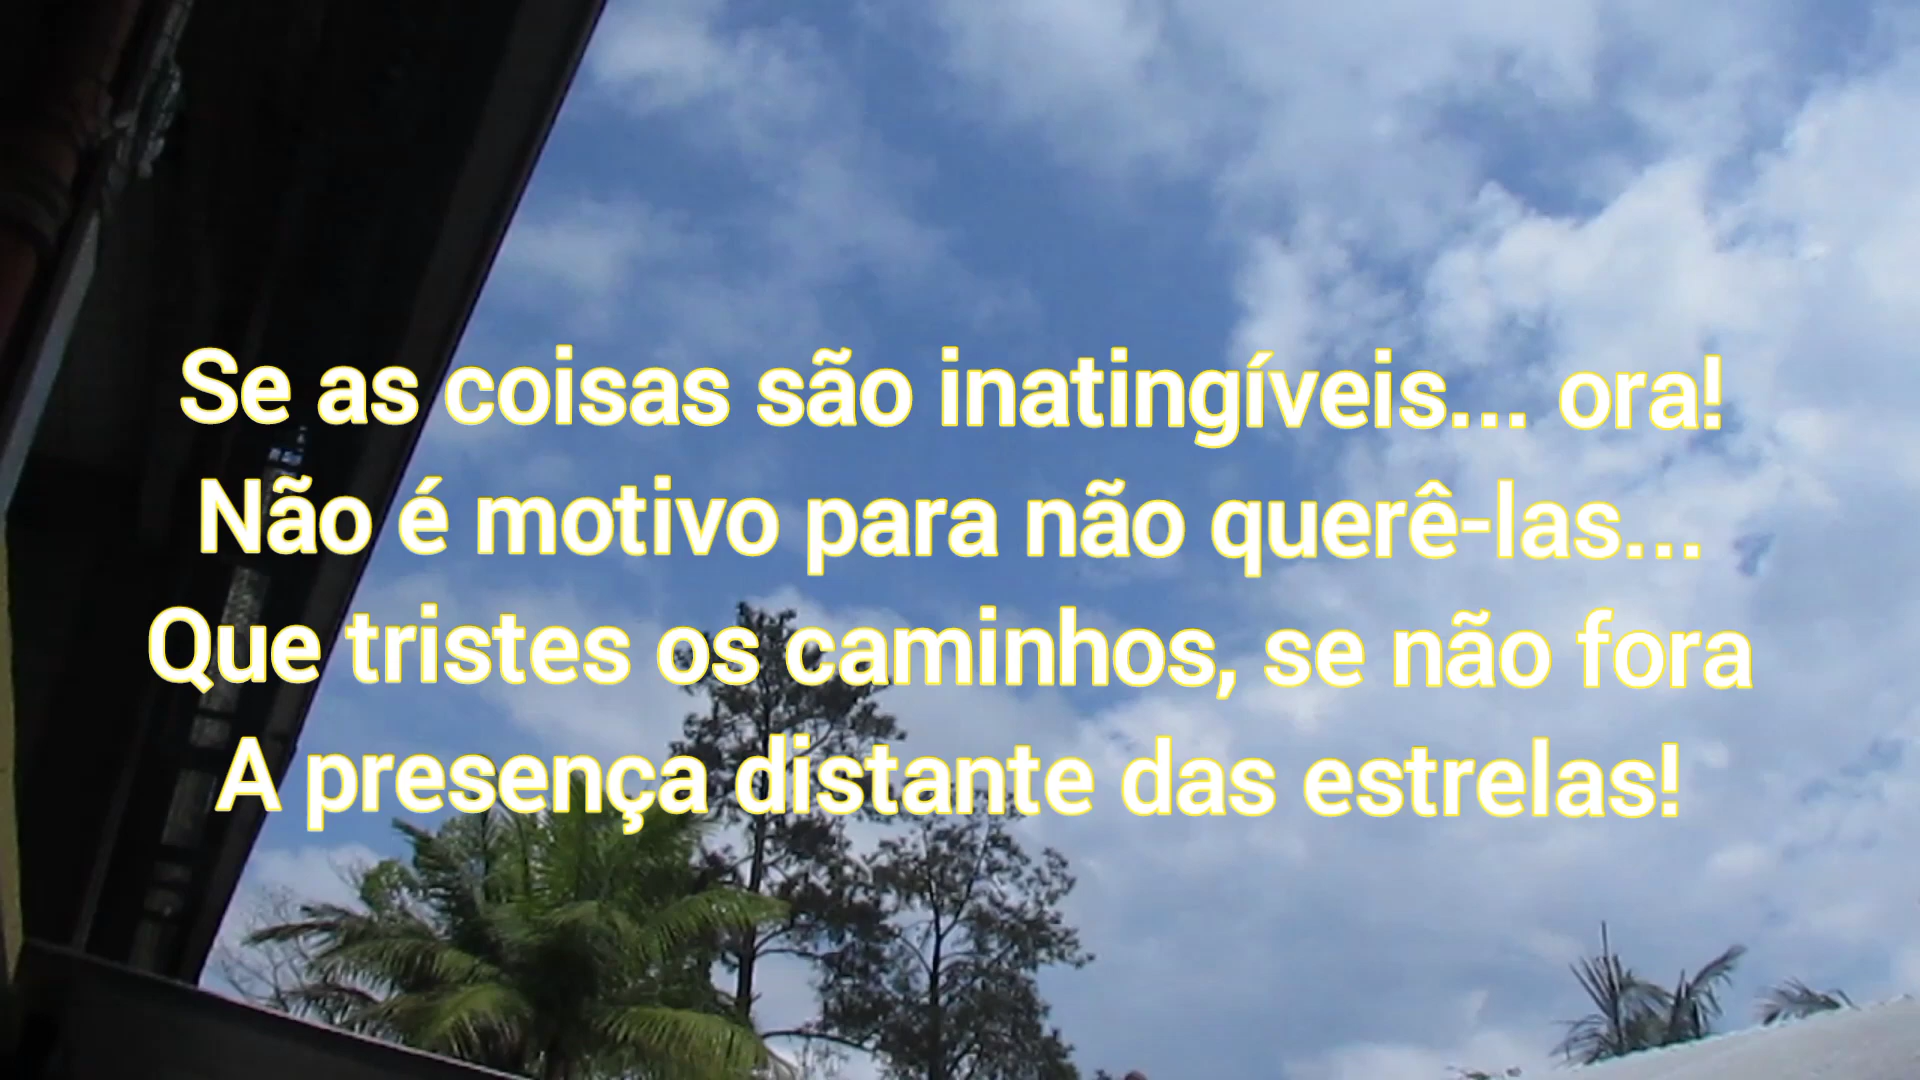 Se as coisas são inatingíveis... ora!
Não é motivo para não querê-las...
Que tristes os caminhos, se não fora
A presença distante das estrelas!